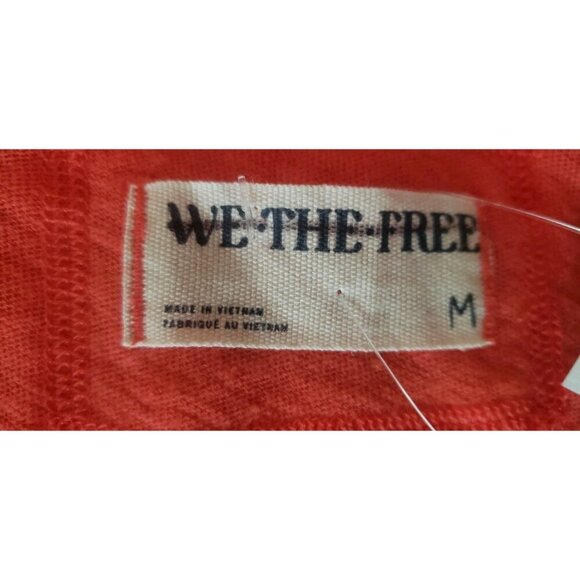 WE·THE·FREE
M
MADE IN VIETNAM
FABRIQUÉ AU VIETNAM